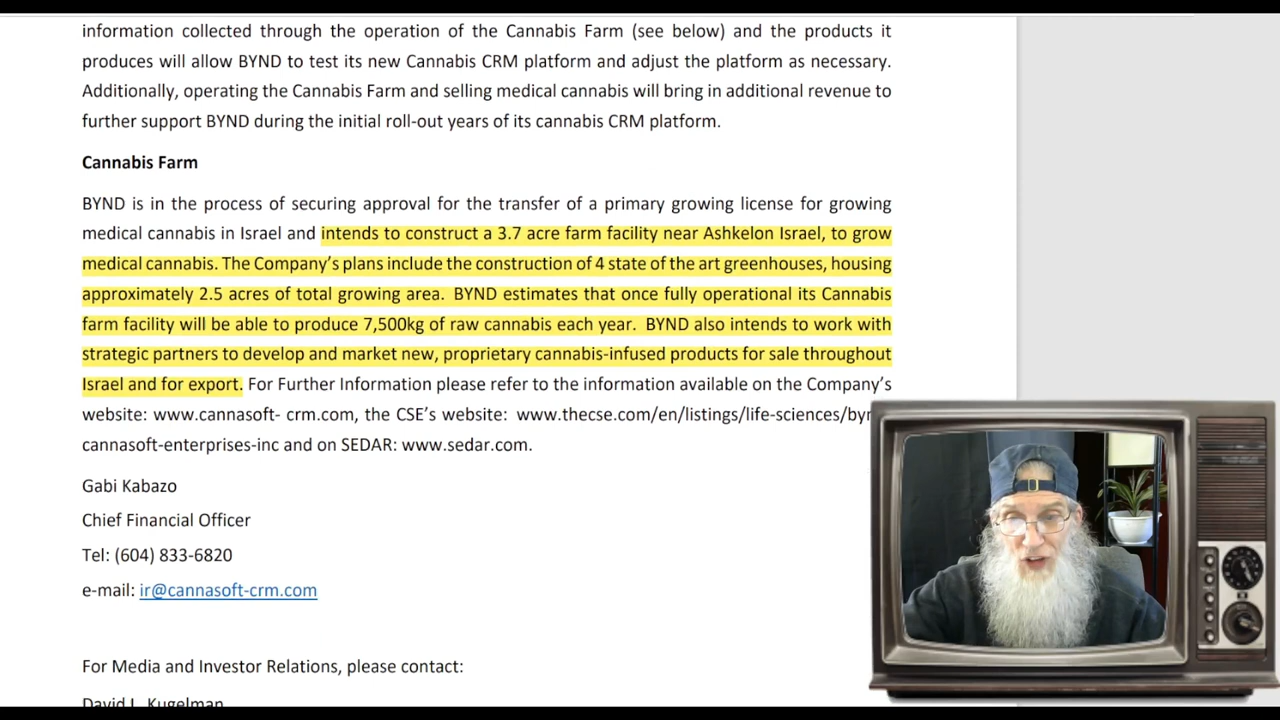 information collected through the operation of the Cannabis Farm (see below) and the products it
produces will allow BYND to test its new Cannabis CRM platform and adjust the platform as necessary.
Additionally, operating the Cannabis Farm and selling medical cannabis will bring in additional revenue to
further support BYND during the initial roll-out years of its cannabis CRM platform.
Cannabis Farm
BYND is in the process of securing approval for the transfer of a primary growing license for growing
medical cannabis in Israel and intends to construct a 3.7 acre farm facility near Ashkelon Israel, to grow
medical cannabis. The Company's plans include the construction of 4 state of the art greenhouses, housing
approximately 2.5 acres of total growing area. BYND estimates that once fully operational its Cannabis
farm facility will be able to produce 7,500kg of raw cannabis each year. BYND also intends to work with
strategic partners to develop and market new, proprietary cannabis-infused products for sale throughout
Israel and for export. For Further Information please refer to the information available on the Company's
website: www.cannasoft- crm.com, the CSE's website: www.thecse.com/en/listings/life-sciences/byn
cannasoft-enterprises-inc and on SEDAR: www.sedar.com.
Gabi Kabazo
Chief Financial Officer
Tel: (604) 833-6820
e-mail: ir@cannasoft-crm.com
For Media and Investor Relations, please contact:
David L. Kugelman